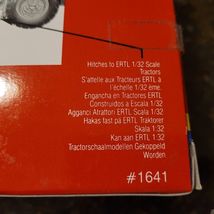 Hitches to ERTL 1/32 Scale
Tractors
S'attelle aux Tracteurs ERTL à
l'échelle 1/32 ème.
Engancha en Tractores ERTL
Construidos a Escala 1/32
Agganci Atrattori ERTL Scala 1/32
Hakas fast på ERTL Traktorer
Skala 1:32
Kan aan ERTL 1:32
Tractorschaalmodellen Gekoppeld
Worden
#1641